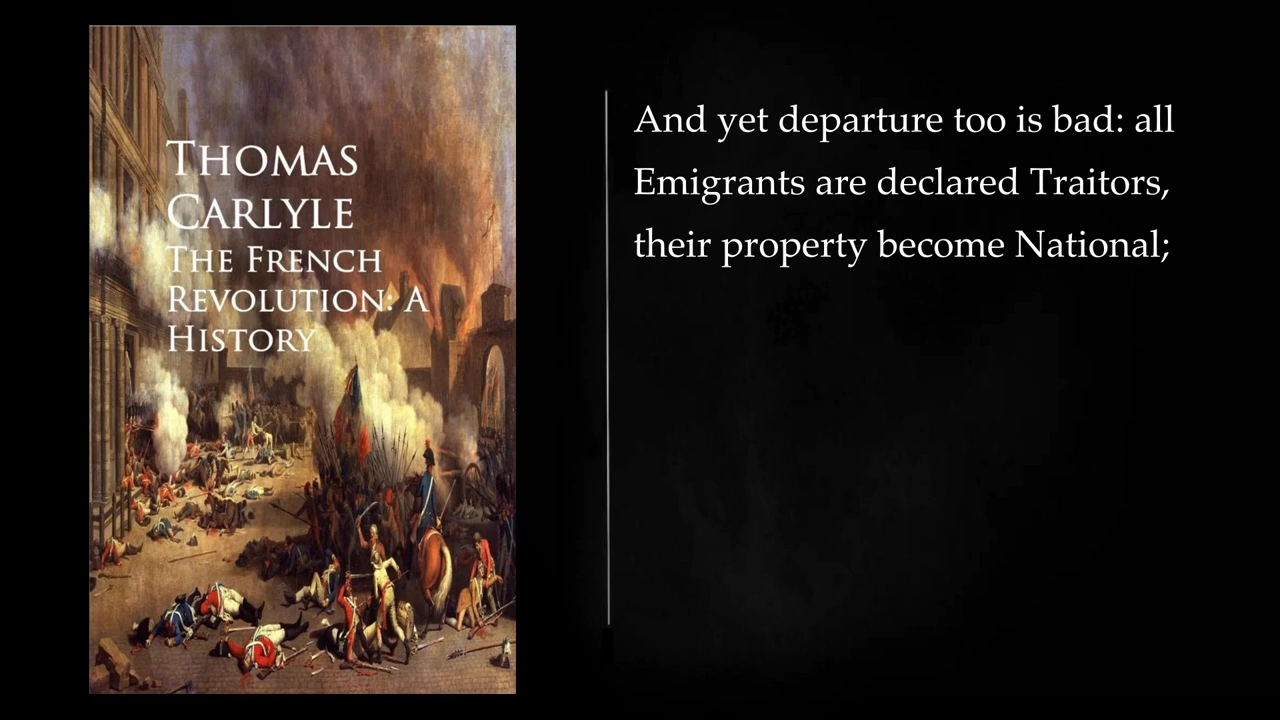 THOMAS
CARLYLE
THE FRENCH
REVOLUTION: A
HISTORY
And yet departure too is bad: all
Emigrants are declared Traitors,
their property become National;